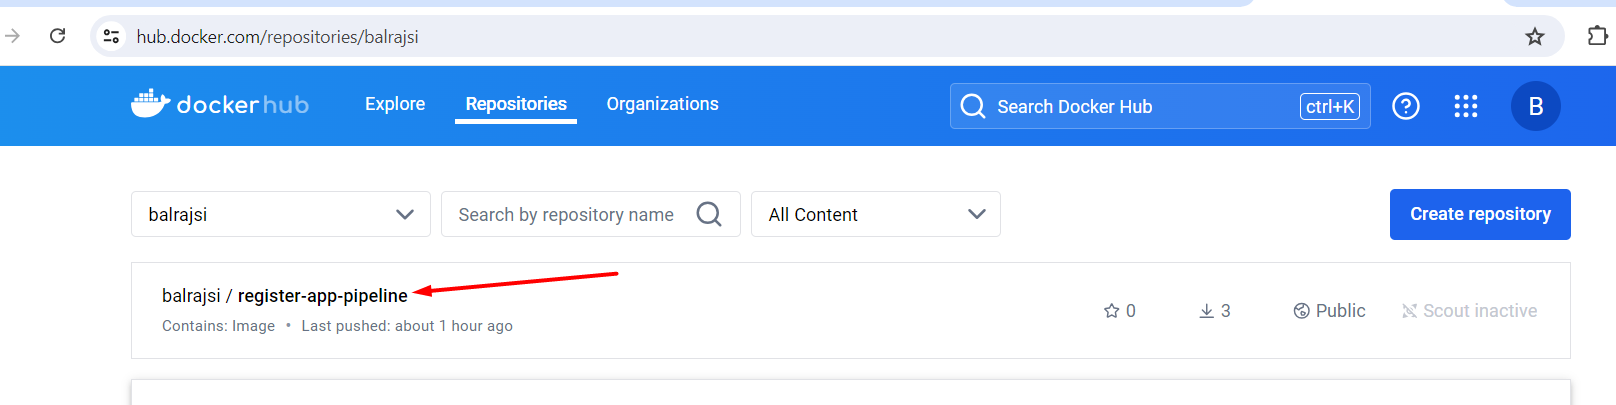 hub.docker.com/repositories/balrajsi
dockerhub Explore Repositories Organizations Search Docker Hub ctrl+K B
balrajsi Search by repository name All Content Create repository
balrajsi / register-app-pipeline
Contains: Image • Last pushed: about 1 hour ago
0 3 Public Scout inactive